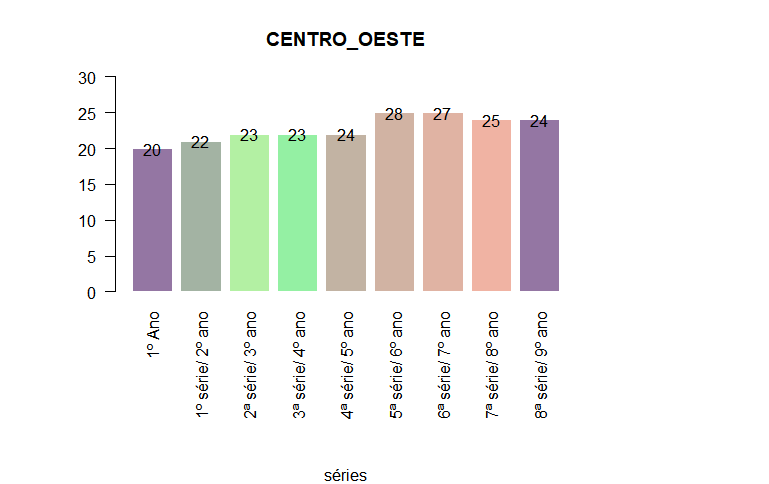 CENTRO_OESTE
30
25
20
15
10
5
0
20
22
23
23
24
28
27
25
24
1º Ano
1º série/ 2º ano
2ª série/ 3º ano
3ª série/ 4º ano
4ª série/ 5º ano
5ª série/ 6º ano
6ª série/ 7º ano
7ª série/ 8º ano
8ª série/ 9º ano
séries